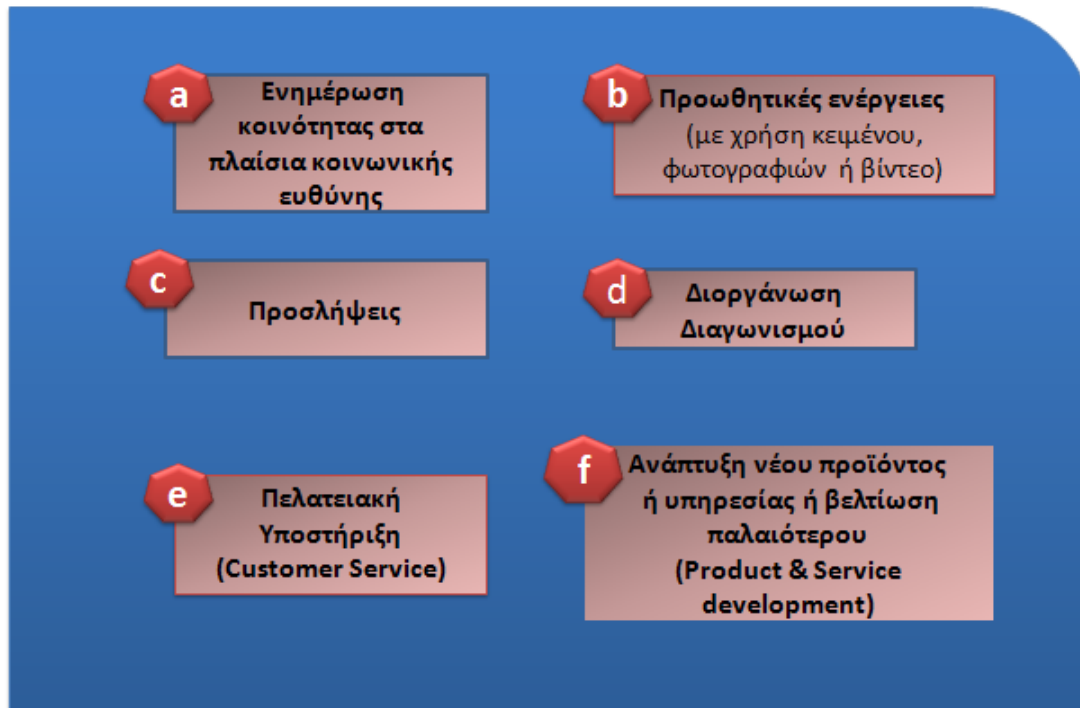 a
Ενημέρωση
κοινότητας στα
πλαίσια κοινωνικής
ευθύνης
b
Προωθητικές ενέργειες
(με χρήση κειμένου,
φωτογραφιών ή βίντεο)
c
Προσλήψεις
d
Διοργάνωση
Διαγωνισμού
e
Πελατειακή
Υποστήριξη
(Customer Service)
f
Ανάπτυξη νέου προϊόντος
ή υπηρεσίας ή βελτίωση
παλαιότερου
(Product & Service
development)